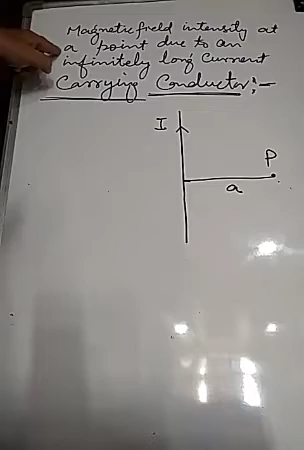 Magnetic field intensity at
a point due to an
infinitely long Current
Carrying Conductor:-
I
P
a